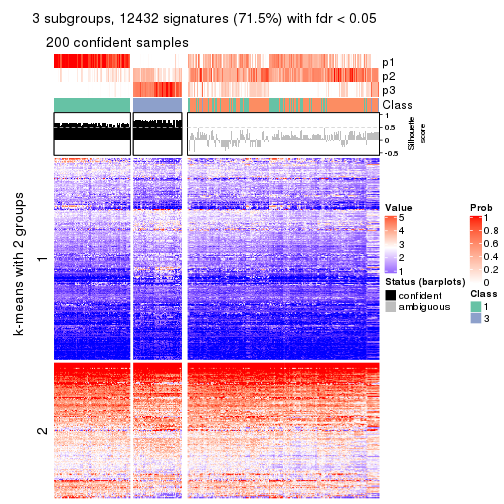 3 subgroups, 12432 signatures (71.5%) with fdr < 0.05
200 confident samples
p1
p2
p3
Class
1
0.5
0
-0.5
Silhouette
score
k-means with 2 groups
1
2
Value
5
4
3
2
1
Status (barplots)
confident
ambiguous
Prob
1
0.8
0.6
0.4
0.2
0
Class
1
3